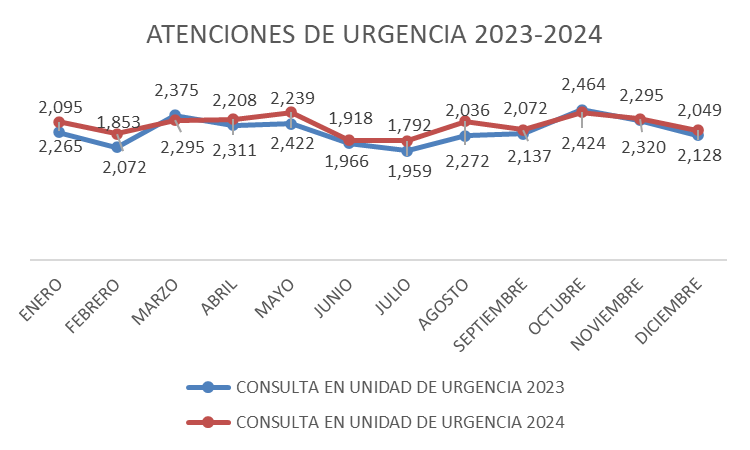 ATENCIONES DE URGENCIA 2023-2024
2,095 1,853 2,375 2,208 2,239 1,918 1,792 2,036 2,072 2,464 2,295 2,049
2,265 2,072 2,295 2,311 2,422 1,966 1,959 2,272 2,137 2,424 2,320 2,128
ENERO FEBRERO MARZO ABRIL MAYO JUNIO JULIO AGOSTO SEPTIEMBRE OCTUBRE NOVIEMBRE DICIEMBRE
CONSULTA EN UNIDAD DE URGENCIA 2023
CONSULTA EN UNIDAD DE URGENCIA 2024